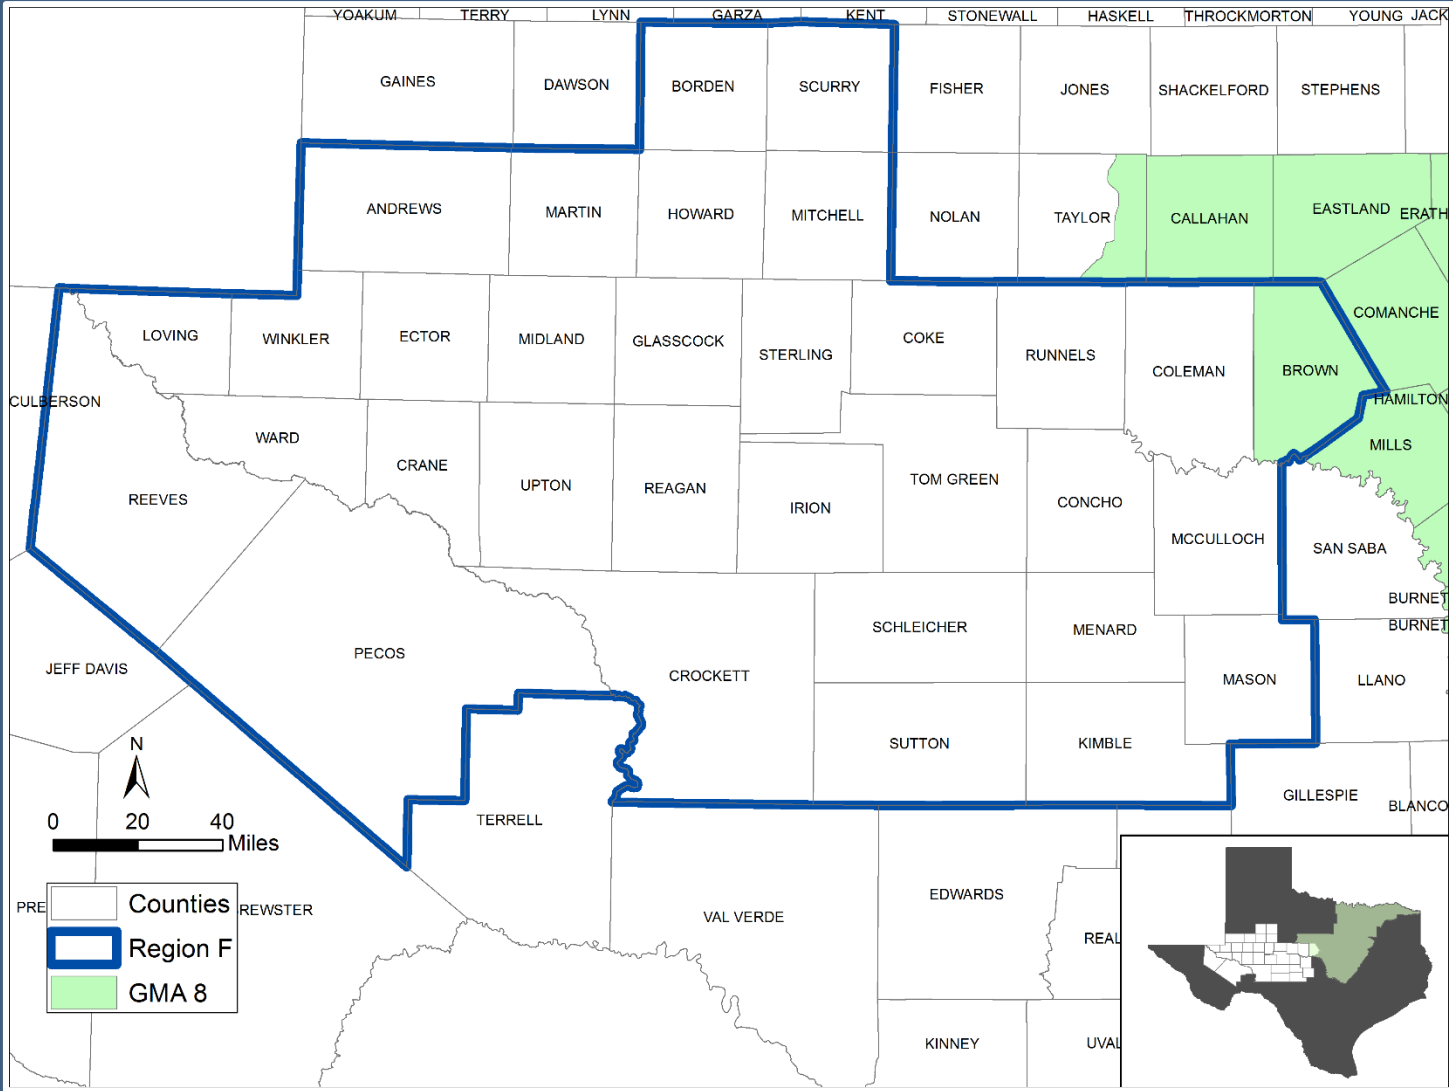 YOAKUM TERRY LYNN GARZA KENT STONEWALL HASKELL THROCKMORTON YOUNG JACK
GAINES DAWSON BORDEN SCURRY FISHER JONES SHACKELFORD STEPHENS
ANDREWS MARTIN HOWARD MITCHELL NOLAN TAYLOR CALLAHAN EASTLAND ERATH
LOVING WINKLER ECTOR MIDLAND GLASSCOCK STERLING COKE RUNNELS COLEMAN BROWN COMANCHE
CULBERSON HAMILTON
WARD CRANE MILLS
REEVES UPTON REAGAN IRION TOM GREEN CONCHO
MCCULLOCH SAN SABA
BURNET
SCHLEICHER MENARD BURNET
JEFF DAVIS PECOS CROCKETT MASON LLANO
SUTTON KIMBLE
N
GILLESPIE BLANCO
0 20 40
Miles
TERRELL
Counties
PRE REWSTER VAL VERDE EDWARDS
REAL
Region F
GMA 8
KINNEY UVAL